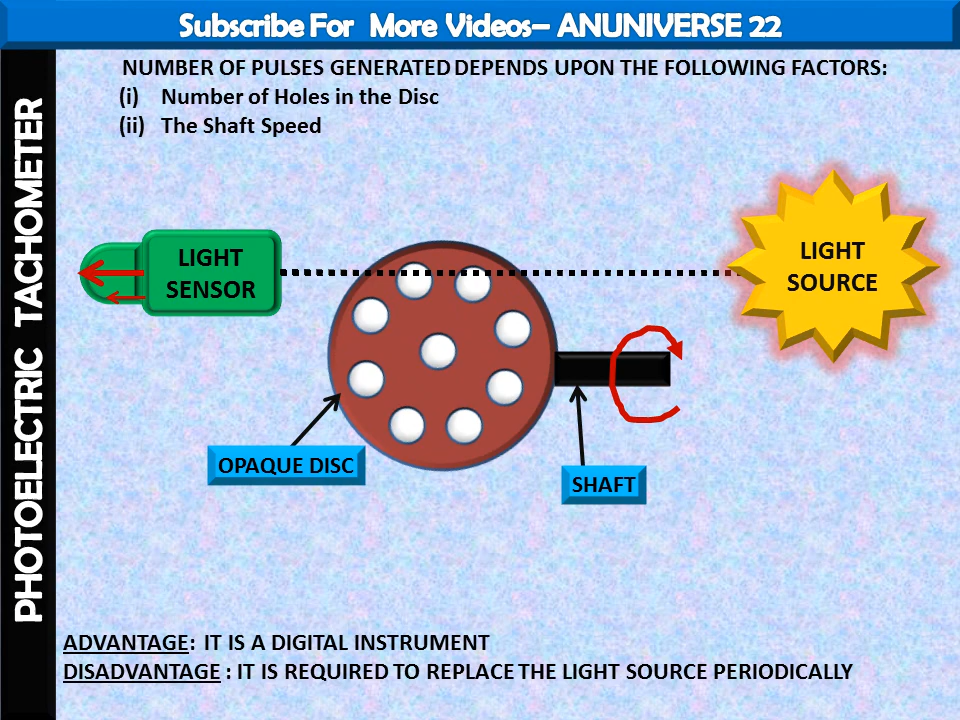 Subscribe For More Videos– ANUNIVERSE 22
PHOTOELECTRIC TACHOMETER
NUMBER OF PULSES GENERATED DEPENDS UPON THE FOLLOWING FACTORS:
(i) Number of Holes in the Disc
(ii) The Shaft Speed
LIGHT
SENSOR
LIGHT
SOURCE
OPAQUE DISC
SHAFT
ADVANTAGE: IT IS A DIGITAL INSTRUMENT
DISADVANTAGE : IT IS REQUIRED TO REPLACE THE LIGHT SOURCE PERIODICALLY